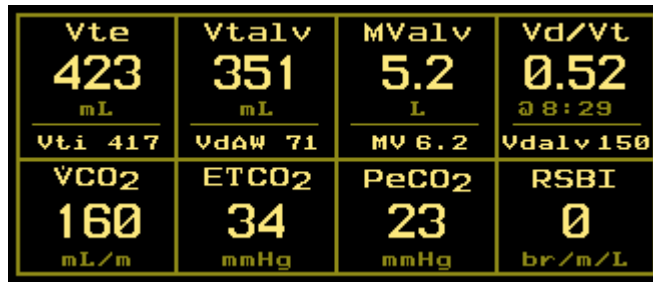 Vte Vtalv MValv Vd/Vt
423 351 5.2 0.52
mL mL L @ 8:29
Vti 417 VdAW 71 MV 6.2 Vdalv 150
V̇CO₂ ETCO₂ PeCO₂ RSBI
160 34 23 0
mL/m mmHg mmHg br/m/L